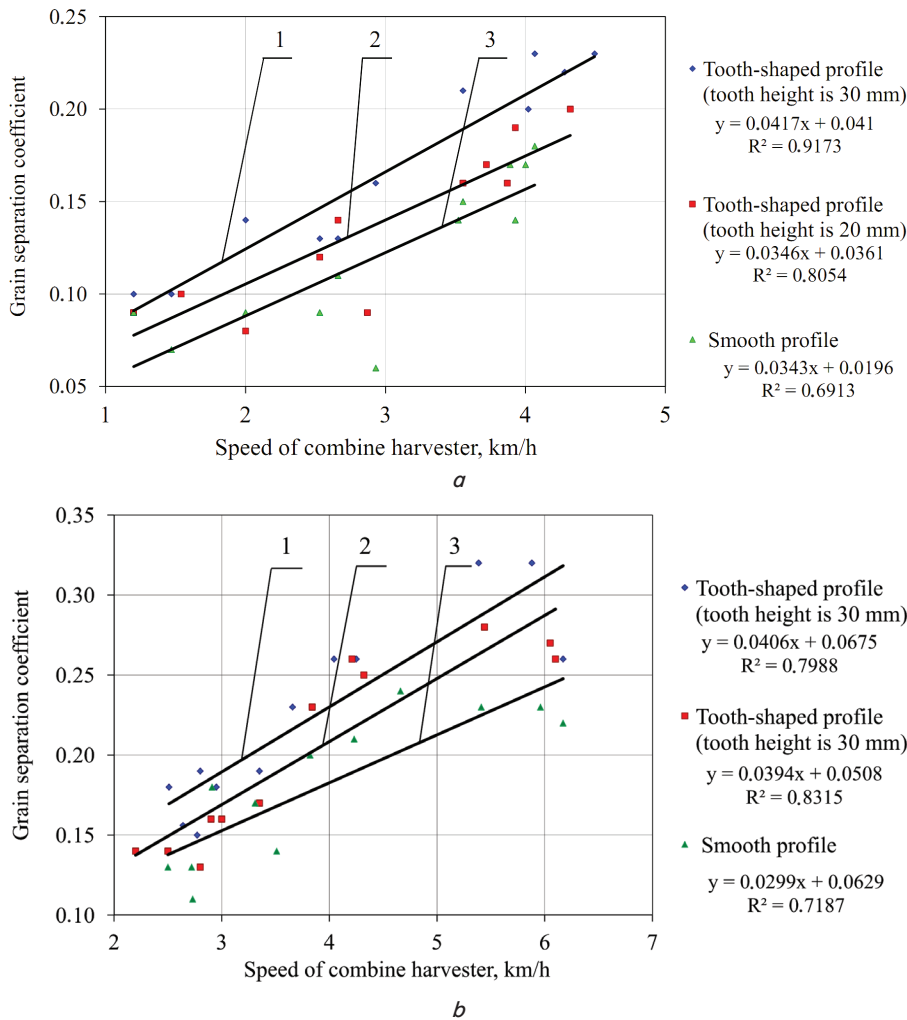 0.25
0.20
0.15
0.10
0.05
Grain separation coefficient
1 2 3
1 2 3 4 5
Speed of combine harvester, km/h
Tooth-shaped profile
(tooth height is 30 mm)
y = 0.0417x + 0.041
R² = 0.9173
Tooth-shaped profile
(tooth height is 20 mm)
y = 0.0346x + 0.0361
R² = 0.8054
Smooth profile
y = 0.0343x + 0.0196
R² = 0.6913
a
0.35
0.30
0.25
0.20
0.15
0.10
Grain separation coefficient
1 2 3
2 3 4 5 6 7
Speed of combine harvester, km/h
Tooth-shaped profile
(tooth height is 30 mm)
y = 0.0406x + 0.0675
R² = 0.7988
Tooth-shaped profile
(tooth height is 30 mm)
y = 0.0394x + 0.0508
R² = 0.8315
Smooth profile
y = 0.0299x + 0.0629
R² = 0.7187
b